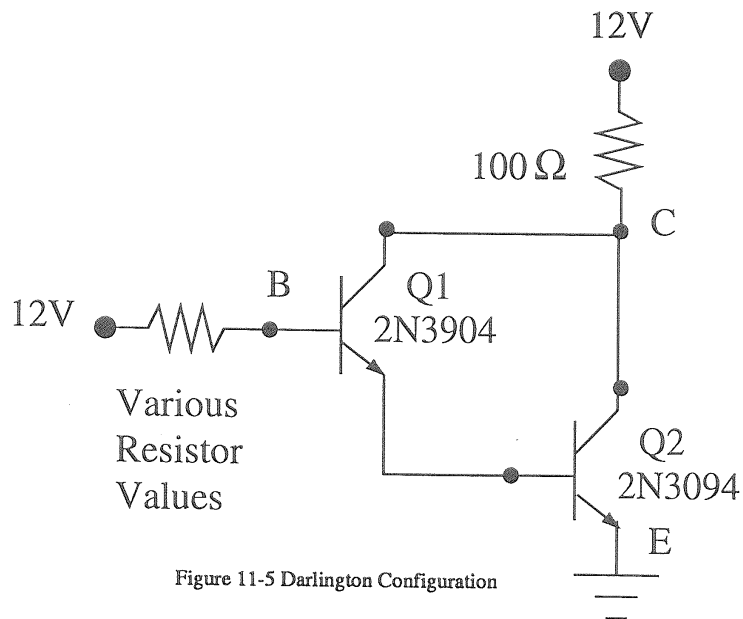 12V
100 Ω
C
B
Q1
12V
2N3904
Various
Resistor
Values
Q2
2N3094
E
Figure 11-5 Darlington Configuration